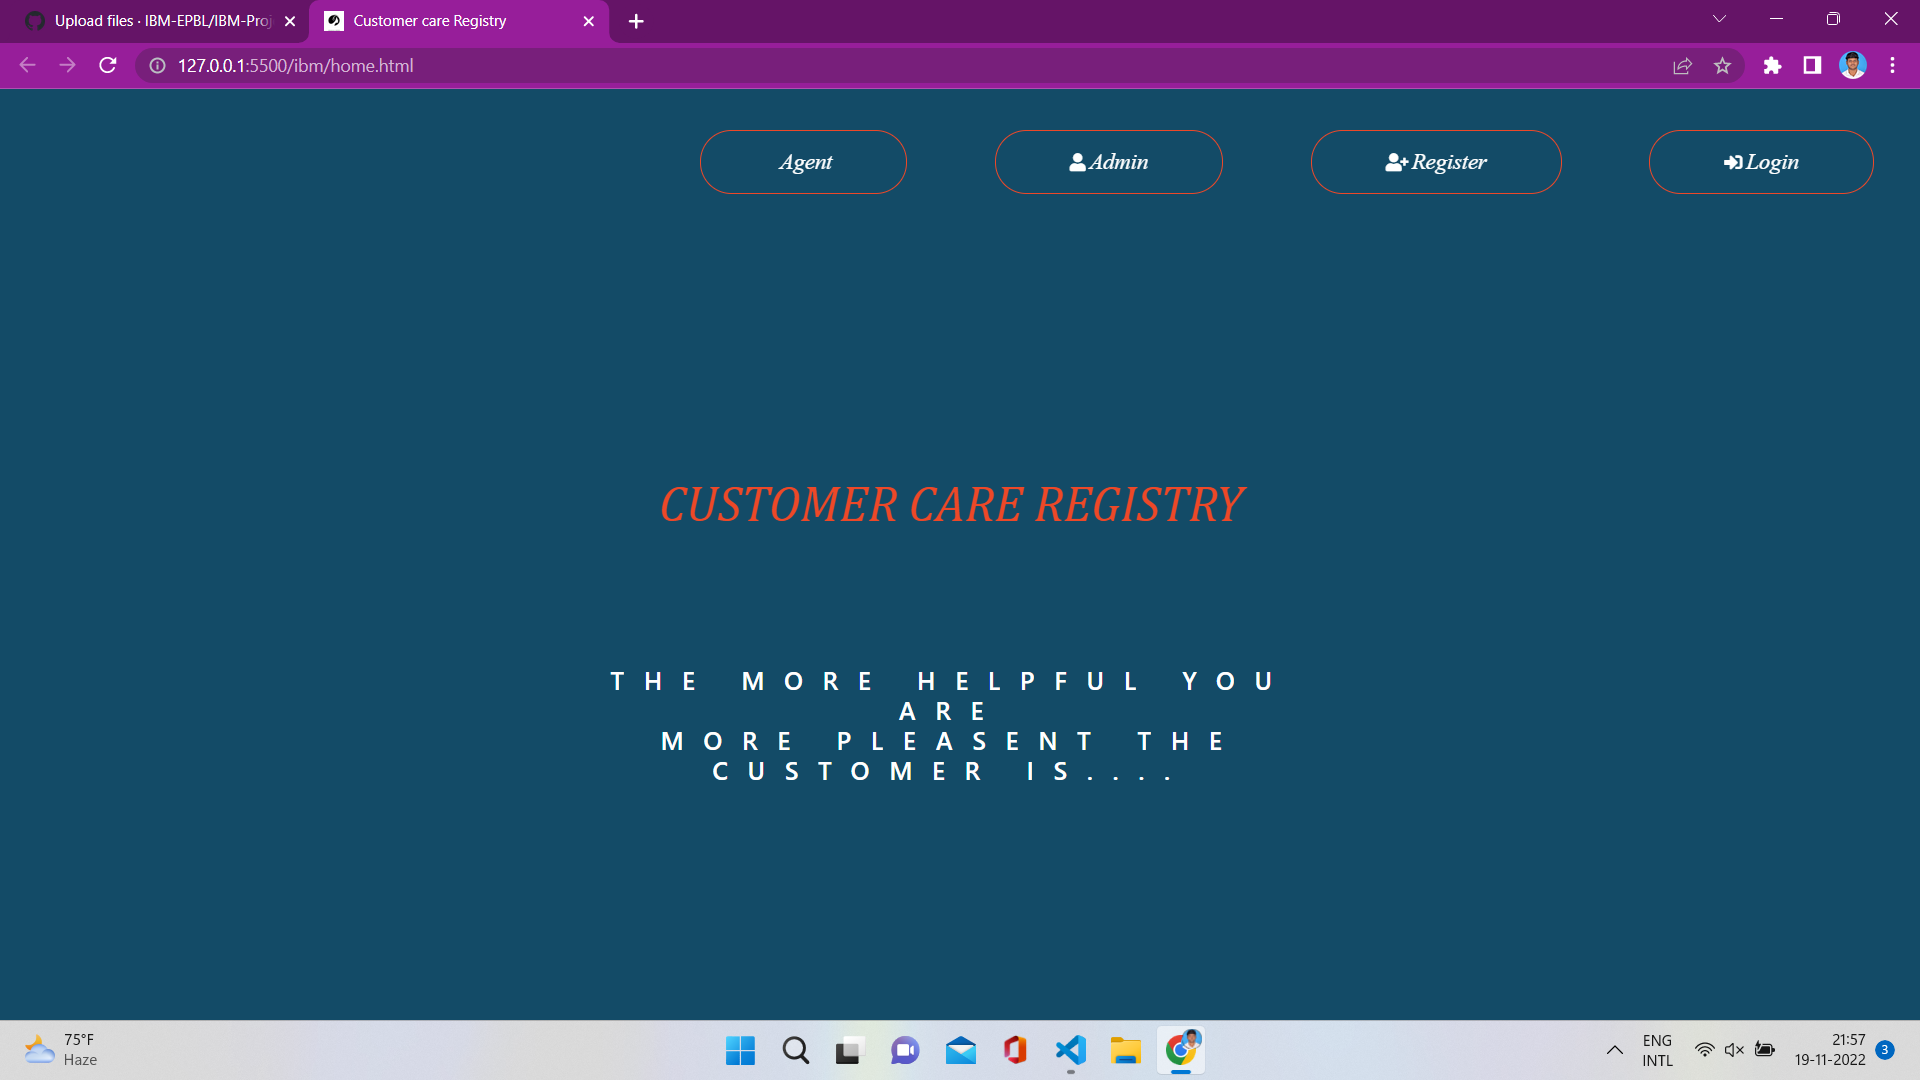 Upload files · IBM-EPBL/IBM-Proj
Customer care Registry
127.0.0.1:5500/ibm/home.html
Agent
Admin
Register
Login
CUSTOMER CARE REGISTRY
THE MORE HELPFUL YOU
ARE
MORE PLEASENT THE
CUSTOMER IS....
75°F
Haze
ENG
INTL
21:57
19-11-2022
3